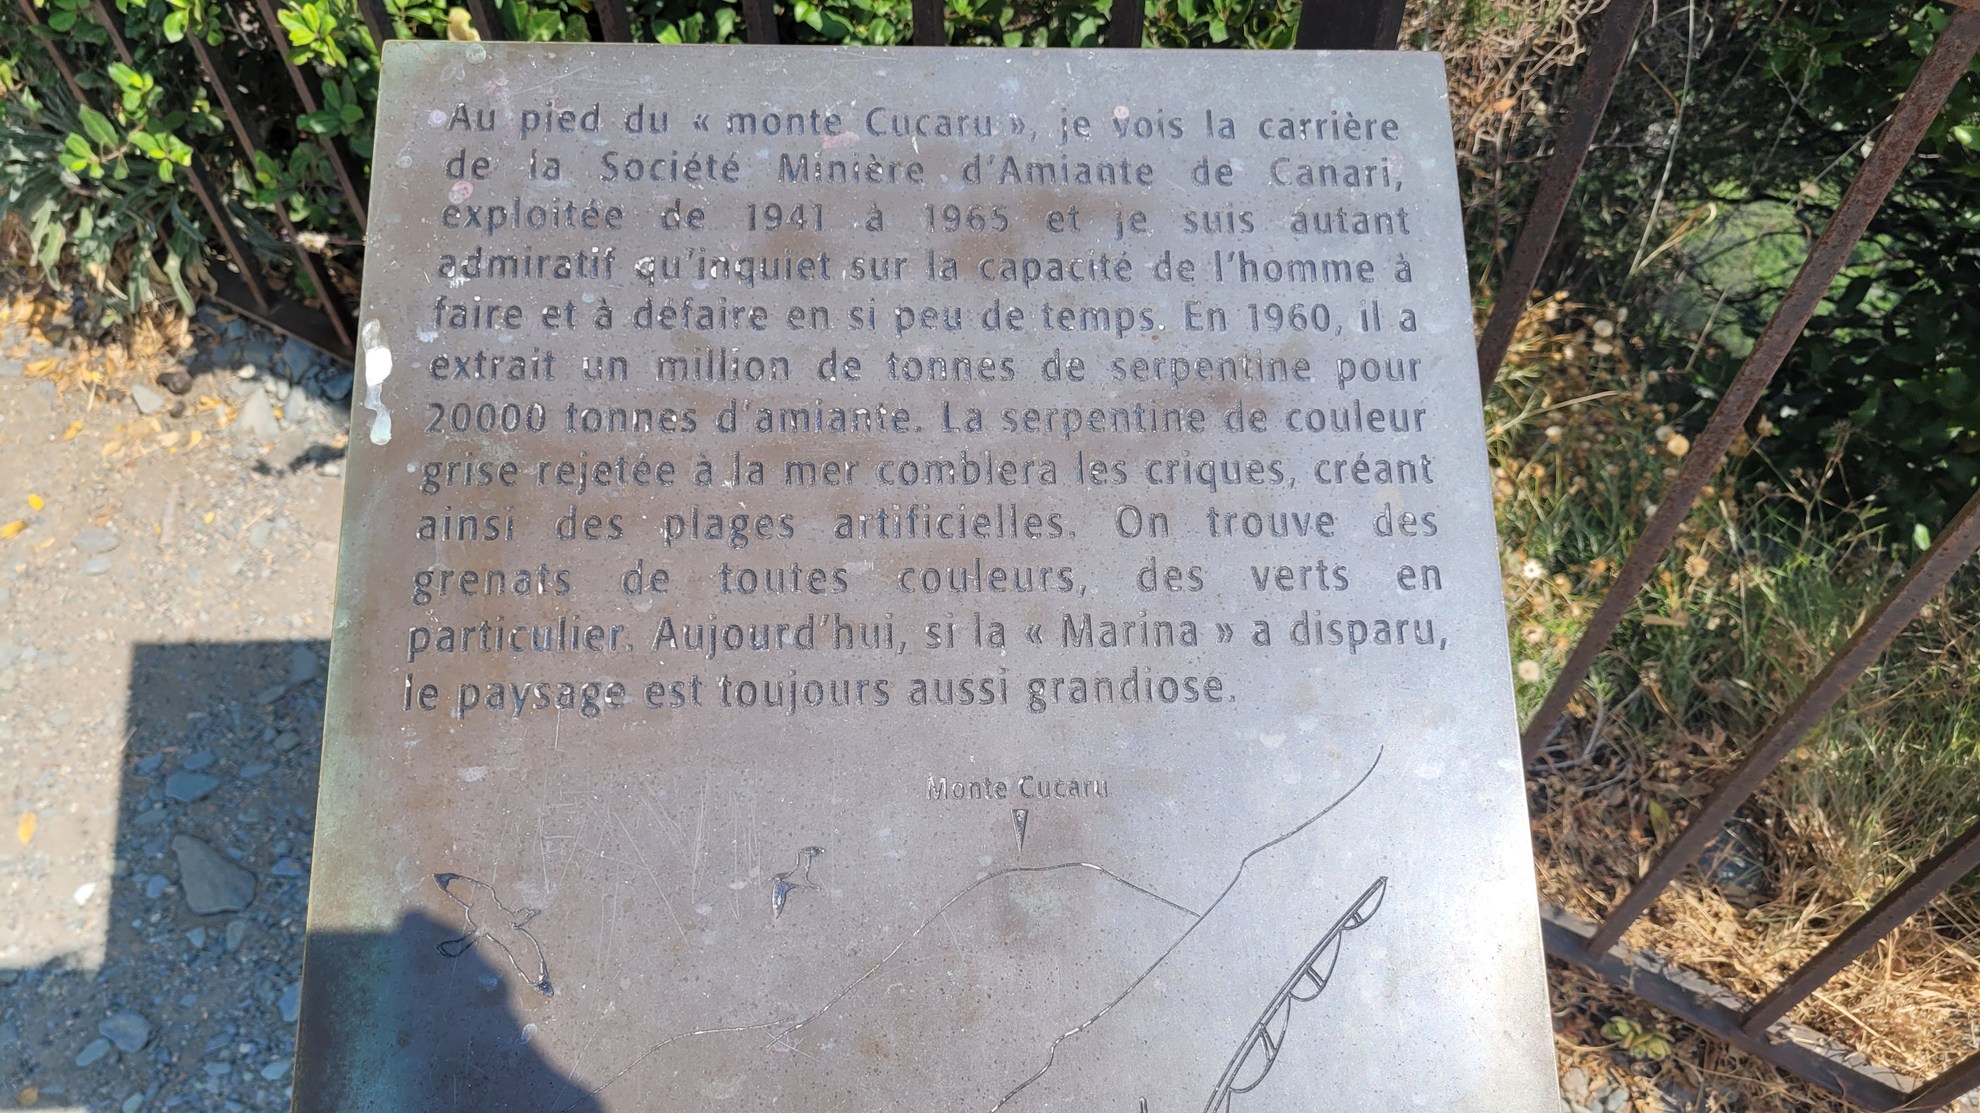 Au pied du « monte Cucaru », je vois la carrière
de la Société Minière d'Amiante de Canari,
exploitée de 1941 à 1965 et je suis autant
admiratif qu'inquiet sur la capacité de l'homme à
faire et à défaire en si peu de temps. En 1960, il a
extrait un million de tonnes de serpentine pour
20000 tonnes d'amiante. La serpentine de couleur
grise rejetée à la mer comblera les criques, créant
ainsi des plages artificielles. On trouve des
grenats de toutes couleurs, des verts en
particulier. Aujourd'hui, si la « Marina » a disparu,
le paysage est toujours aussi grandiose.
Monte Cucaru